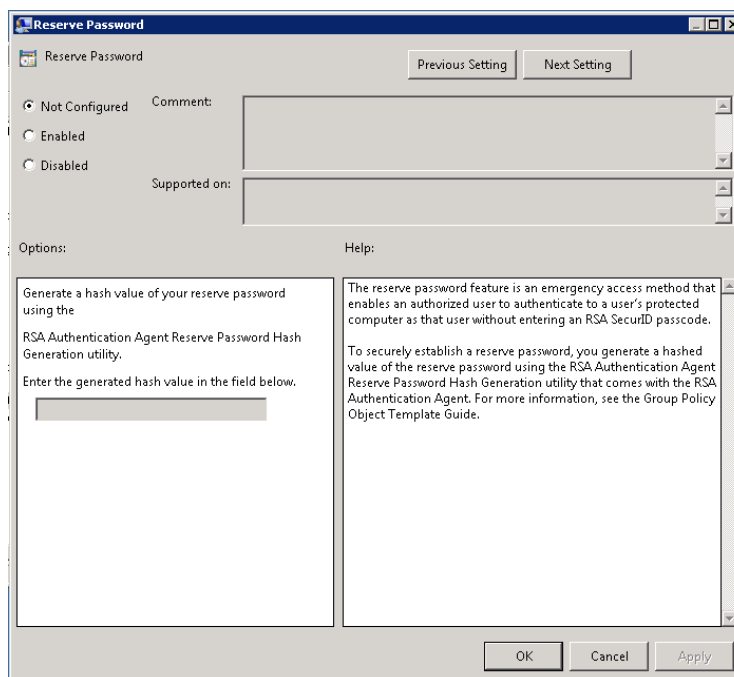 Reserve Password
Reserve Password
Previous Setting
Next Setting
Not Configured
Comment:
Enabled
Disabled
Supported on:
Options:
Help:
Generate a hash value of your reserve password
using the
RSA Authentication Agent Reserve Password Hash
Generation utility.
Enter the generated hash value in the field below.
The reserve password feature is an emergency access method that
enables an authorized user to authenticate to a user's protected
computer as that user without entering an RSA SecurID passcode.
To securely establish a reserve password, you generate a hashed
value of the reserve password using the RSA Authentication Agent
Reserve Password Hash Generation utility that comes with the RSA
Authentication Agent. For more information, see the Group Policy
Object Template Guide.
OK
Cancel
Apply